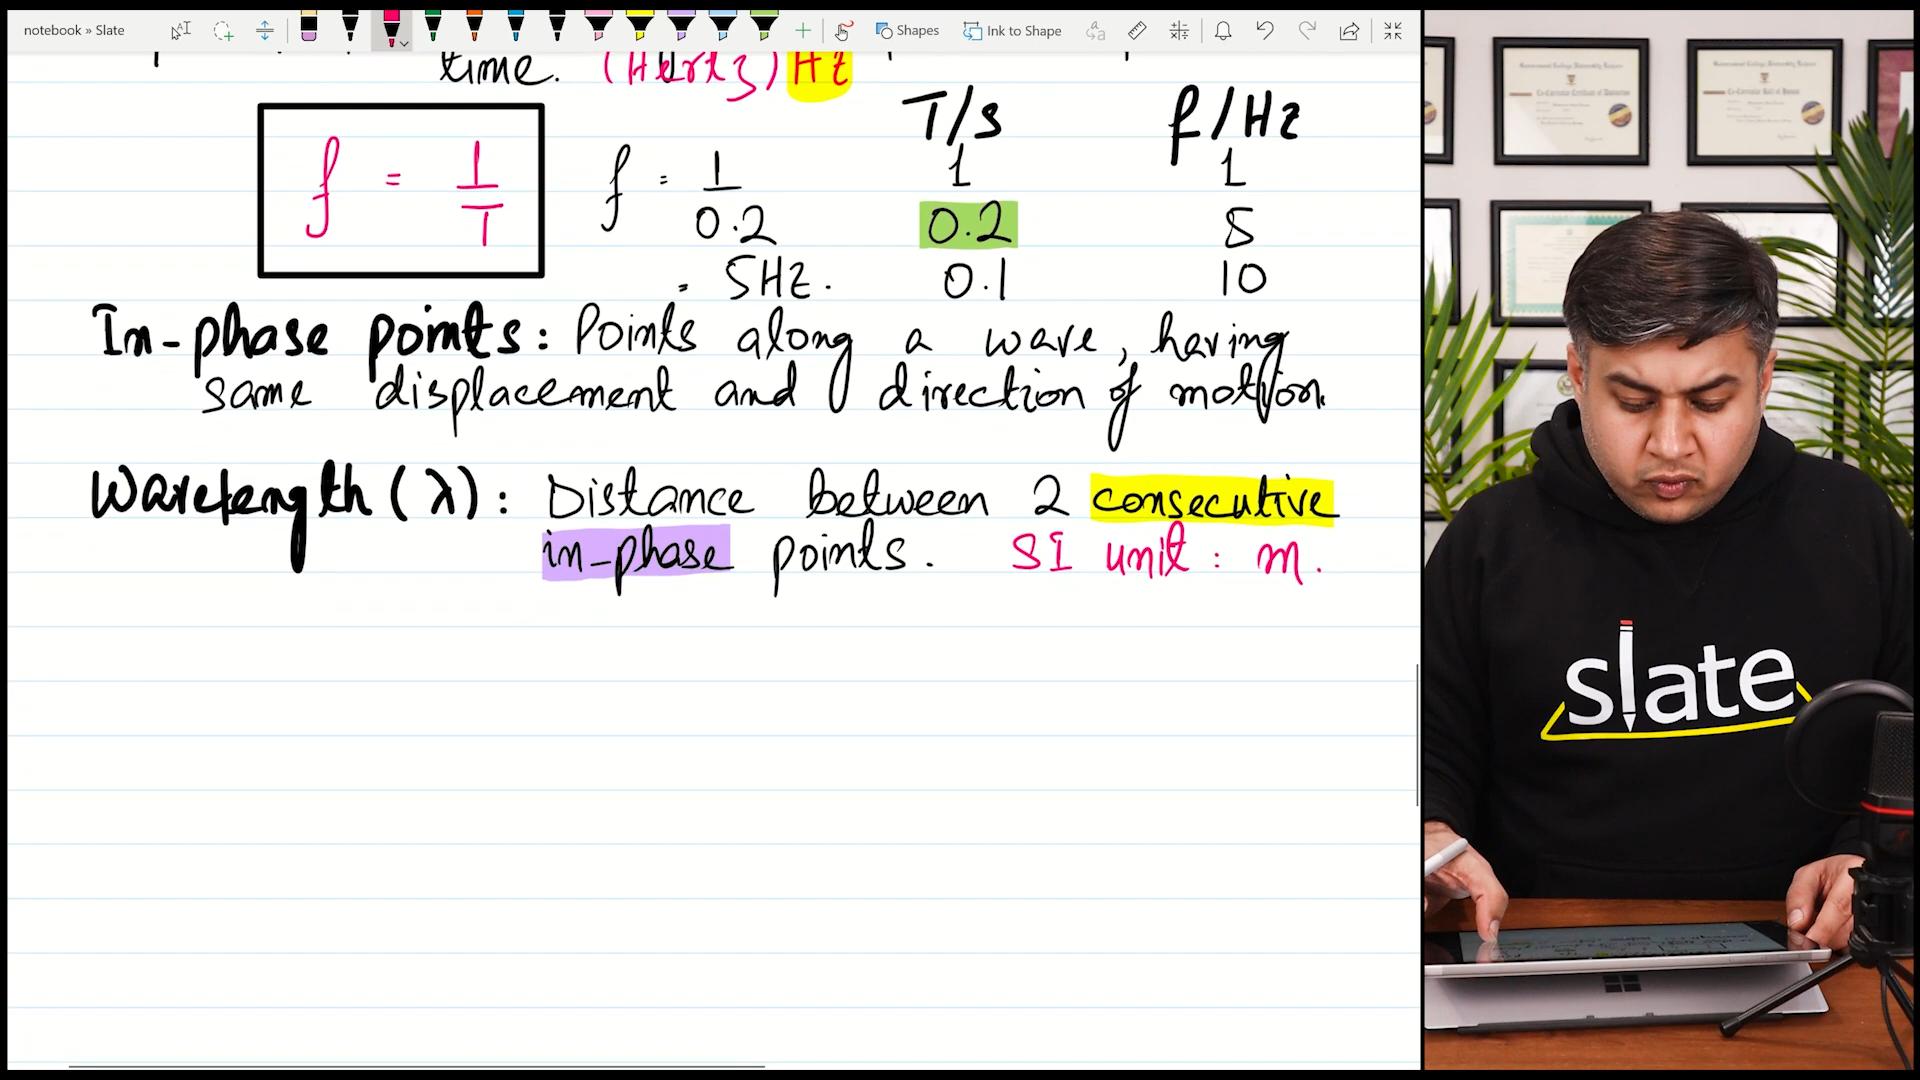 notebook » Slate
Shapes
Ink to Shape
time. (Hertz) Hz
T/s f/Hz
f = 1/T f = 1/0.2 1 1
0.2 5
= 5Hz. 0.1 10
In-phase points: Points along a wave, having
same displacement and direction of motion.
Wavelength (λ): Distance between 2 consecutive
in-phase points. SI unit: m.
slate